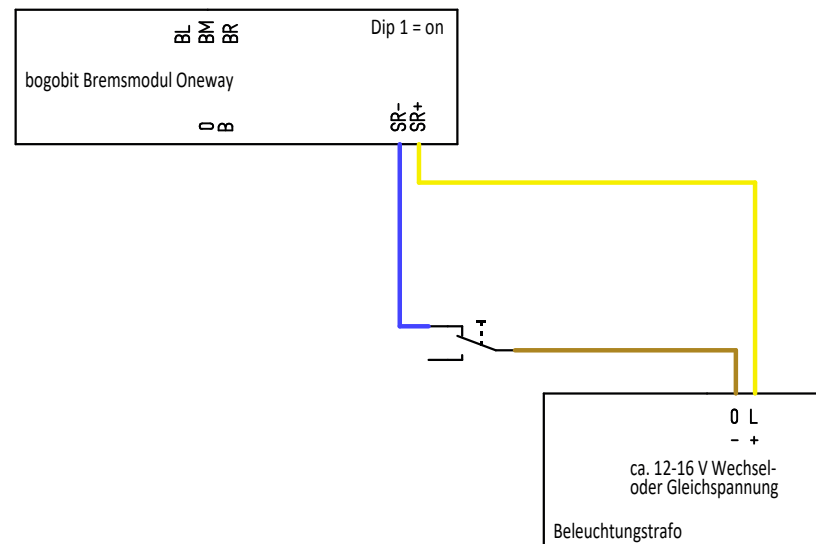 BL BM BR
Dip 1 = on
bogobit Bremsmodul Oneway
0 B
SR- SR+
0 L
- +
ca. 12-16 V Wechsel-
oder Gleichspannung
Beleuchtungstrafo